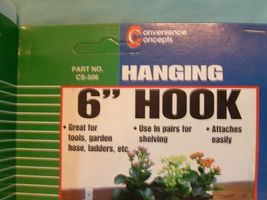 Convenience
Concepts
PART NO.
CS-506
HANGING
6” HOOK
• Great for
tools, garden
hose, ladders, etc.
• Use in pairs for
shelving
• Attaches
easily